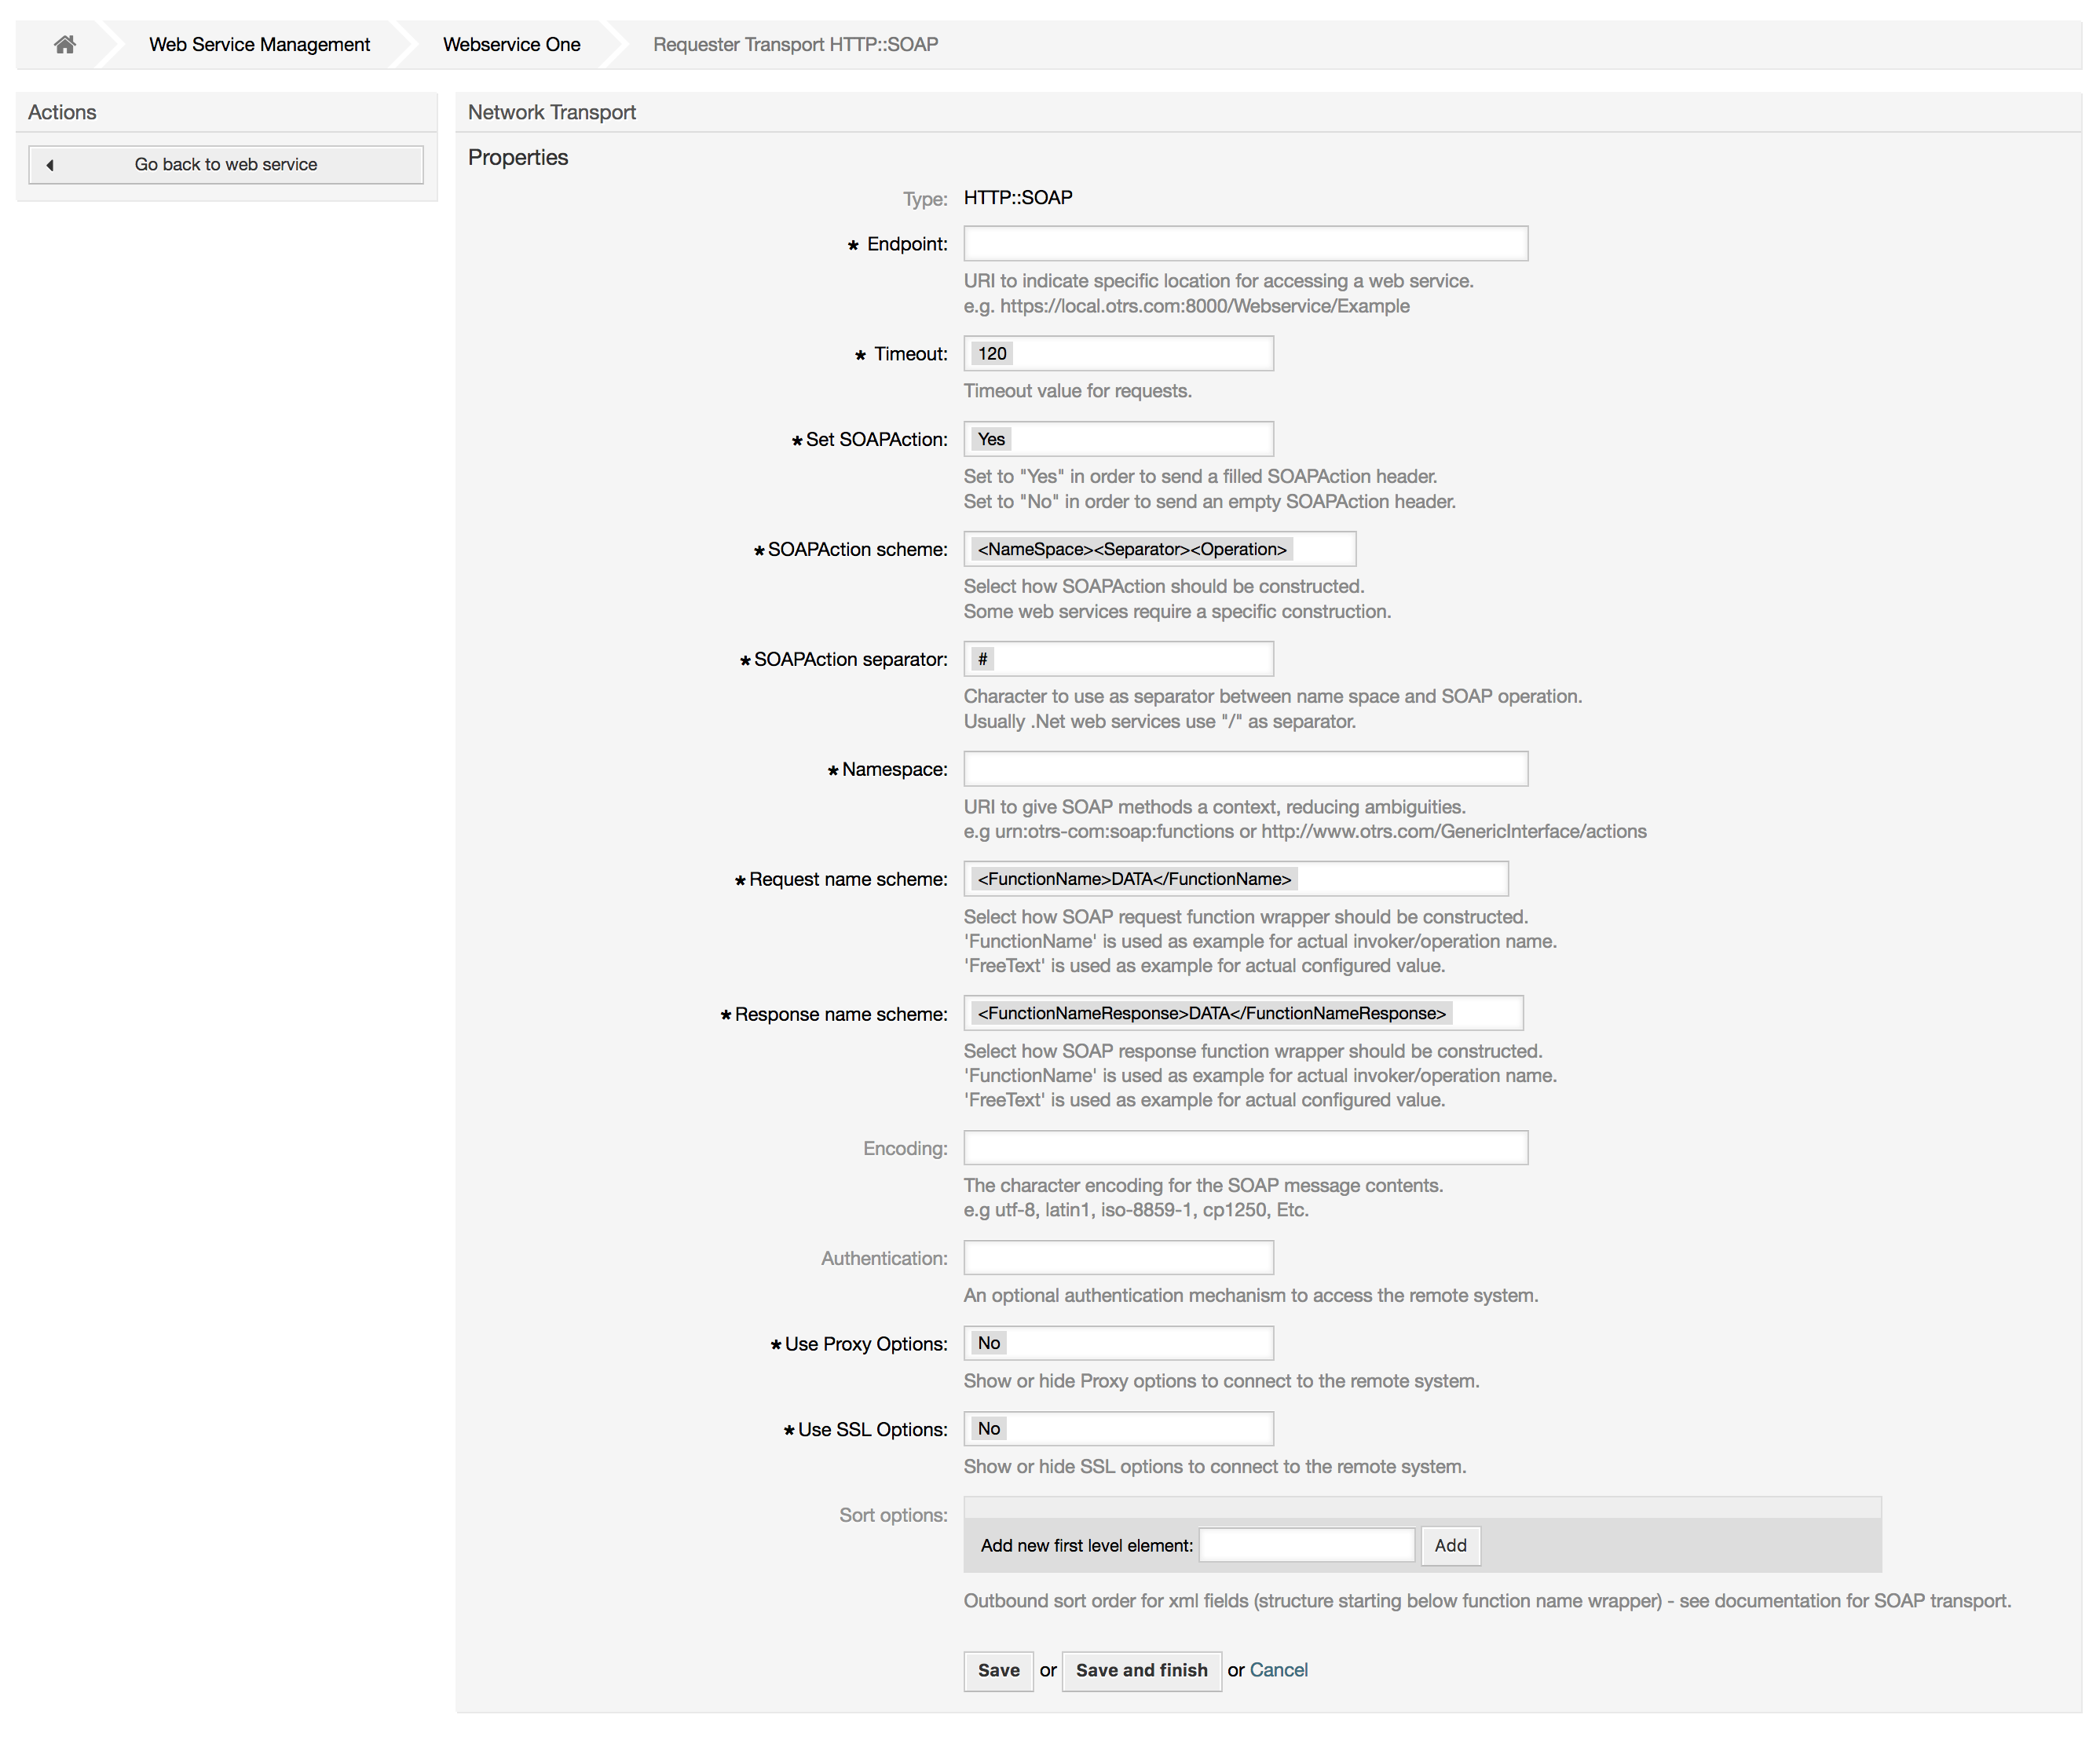 Web Service Management
Webservice One
Requester Transport HTTP::SOAP
Actions
Go back to web service
Network Transport
Properties
Type: HTTP::SOAP
* Endpoint:
URI to indicate specific location for accessing a web service.
e.g. https://local.otrs.com:8000/Webservice/Example
* Timeout: 120
Timeout value for requests.
* Set SOAPAction: Yes
Set to "Yes" in order to send a filled SOAPAction header.
Set to "No" in order to send an empty SOAPAction header.
* SOAPAction scheme: <NameSpace><Separator><Operation>
Select how SOAPAction should be constructed.
Some web services require a specific construction.
* SOAPAction separator: #
Character to use as separator between name space and SOAP operation.
Usually .Net web services use "/" as separator.
* Namespace:
URI to give SOAP methods a context, reducing ambiguities.
e.g urn:otrs-com:soap:functions or http://www.otrs.com/GenericInterface/actions
* Request name scheme: <FunctionName>DATA</FunctionName>
Select how SOAP request function wrapper should be constructed.
'FunctionName' is used as example for actual invoker/operation name.
'FreeText' is used as example for actual configured value.
* Response name scheme: <FunctionNameResponse>DATA</FunctionNameResponse>
Select how SOAP response function wrapper should be constructed.
'FunctionName' is used as example for actual invoker/operation name.
'FreeText' is used as example for actual configured value.
Encoding:
The character encoding for the SOAP message contents.
e.g utf-8, latin1, iso-8859-1, cp1250, Etc.
Authentication:
An optional authentication mechanism to access the remote system.
* Use Proxy Options: No
Show or hide Proxy options to connect to the remote system.
* Use SSL Options: No
Show or hide SSL options to connect to the remote system.
Sort options:
Add new first level element: Add
Outbound sort order for xml fields (structure starting below function name wrapper) - see documentation for SOAP transport.
Save or Save and finish or Cancel